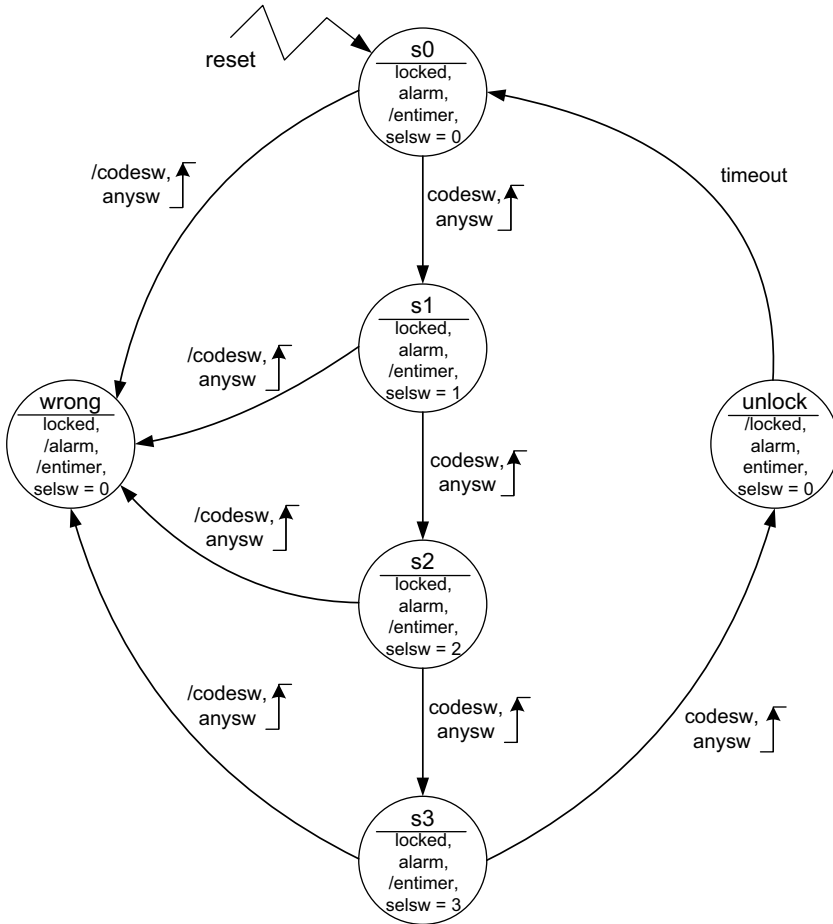 reset
s0
locked,
alarm,
/entimer,
selsw = 0
/codesw,
anysw
codesw,
anysw
timeout
s1
locked,
alarm,
/entimer,
selsw = 1
/codesw,
anysw
wrong
locked,
/alarm,
/entimer,
selsw = 0
unlock
/locked,
alarm,
entimer,
selsw = 0
codesw,
anysw
/codesw,
anysw
s2
locked,
alarm,
/entimer,
selsw = 2
/codesw,
anysw
codesw,
anysw
codesw,
anysw
s3
locked,
alarm,
/entimer,
selsw = 3